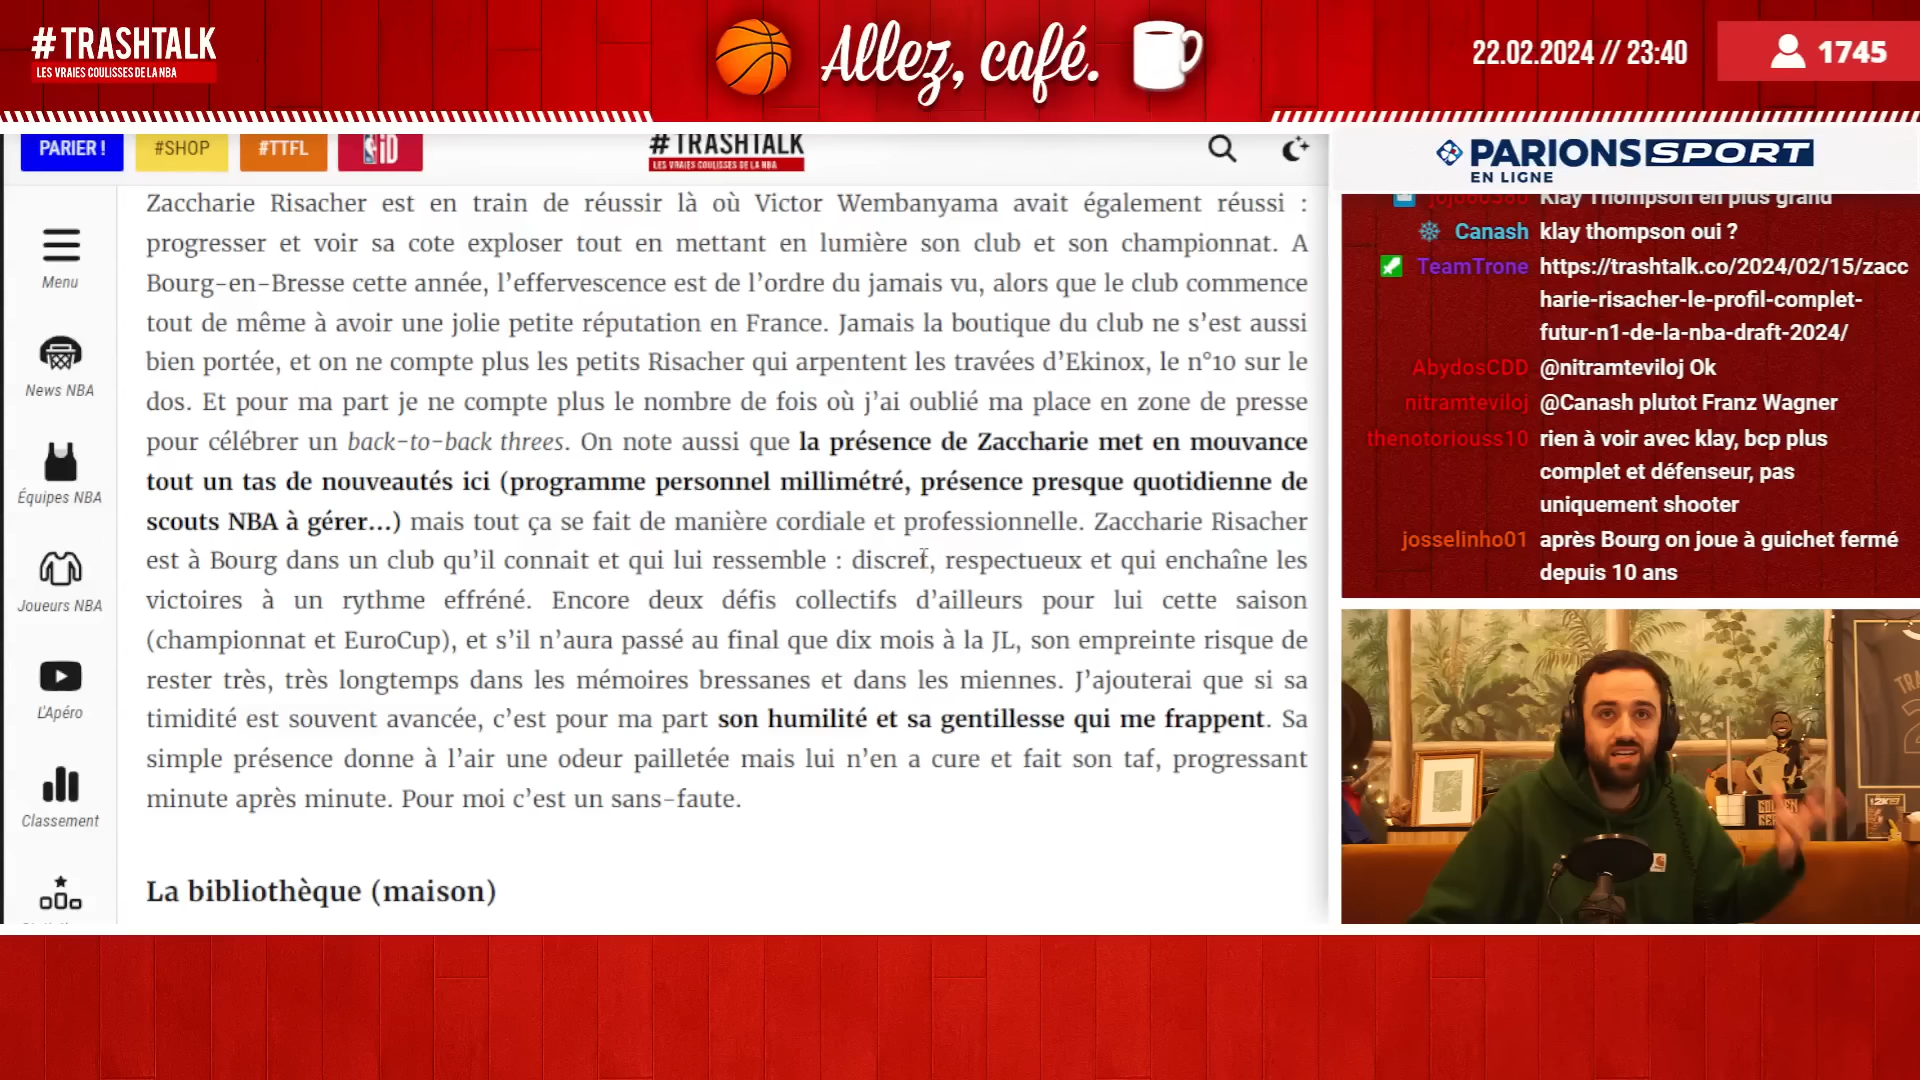 #TRASHTALK
LES VRAIES COULISSES DE LA NBA
Allez, café.
22.02.2024 // 23:40
1745
PARIER !
#SHOP
#TTFL
iD
#TRASHTALK
LES VRAIES COULISSES DE LA NBA
Menu
News NBA
Équipes NBA
Joueurs NBA
L'Apéro
Classement
Zaccharie Risacher est en train de réussir là où Victor Wembanyama avait également réussi :
progresser et voir sa cote exploser tout en mettant en lumière son club et son championnat. A
Bourg-en-Bresse cette année, l’effervescence est de l’ordre du jamais vu, alors que le club commence
tout de même à avoir une jolie petite réputation en France. Jamais la boutique du club ne s’est aussi
bien portée, et on ne compte plus les petits Risacher qui arpentent les travées d’Ekinox, le n°10 sur le
dos. Et pour ma part je ne compte plus le nombre de fois où j’ai oublié ma place en zone de presse
pour célébrer un back-to-back threes. On note aussi que la présence de Zaccharie met en mouvance
tout un tas de nouveautés ici (programme personnel millimétré, présence presque quotidienne de
scouts NBA à gérer…) mais tout ça se fait de manière cordiale et professionnelle. Zaccharie Risacher
est à Bourg dans un club qu’il connait et qui lui ressemble : discret, respectueux et qui enchaîne les
victoires à un rythme effréné. Encore deux défis collectifs d’ailleurs pour lui cette saison
(championnat et EuroCup), et s’il n’aura passé au final que dix mois à la JL, son empreinte risque de
rester très, très longtemps dans les mémoires bressanes et dans les miennes. J’ajouterai que si sa
timidité est souvent avancée, c’est pour ma part son humilité et sa gentillesse qui me frappent. Sa
simple présence donne à l’air une odeur pailletée mais lui n’en a cure et fait son taf, progressant
minute après minute. Pour moi c’est un sans-faute.
La bibliothèque (maison)
PARIONS SPORT
EN LIGNE
Klay Thompson en plus grand
Canash klay thompson oui ?
TeamTrone https://trashtalk.co/2024/02/15/zacc
harie-risacher-le-profil-complet-
futur-n1-de-la-nba-draft-2024/
AbydosCDD @nitramteviloj Ok
nitramteviloj @Canash plutot Franz Wagner
thenotoriouss10 rien à voir avec klay, bcp plus
complet et défenseur, pas
uniquement shooter
josselinho01 après Bourg on joue à guichet fermé
depuis 10 ans